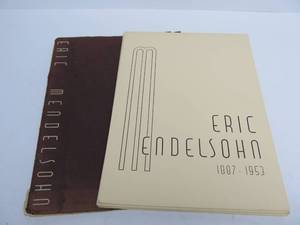 ERIC MENDELSOHN
ERIC
MENDELSOHN
1887 - 1953